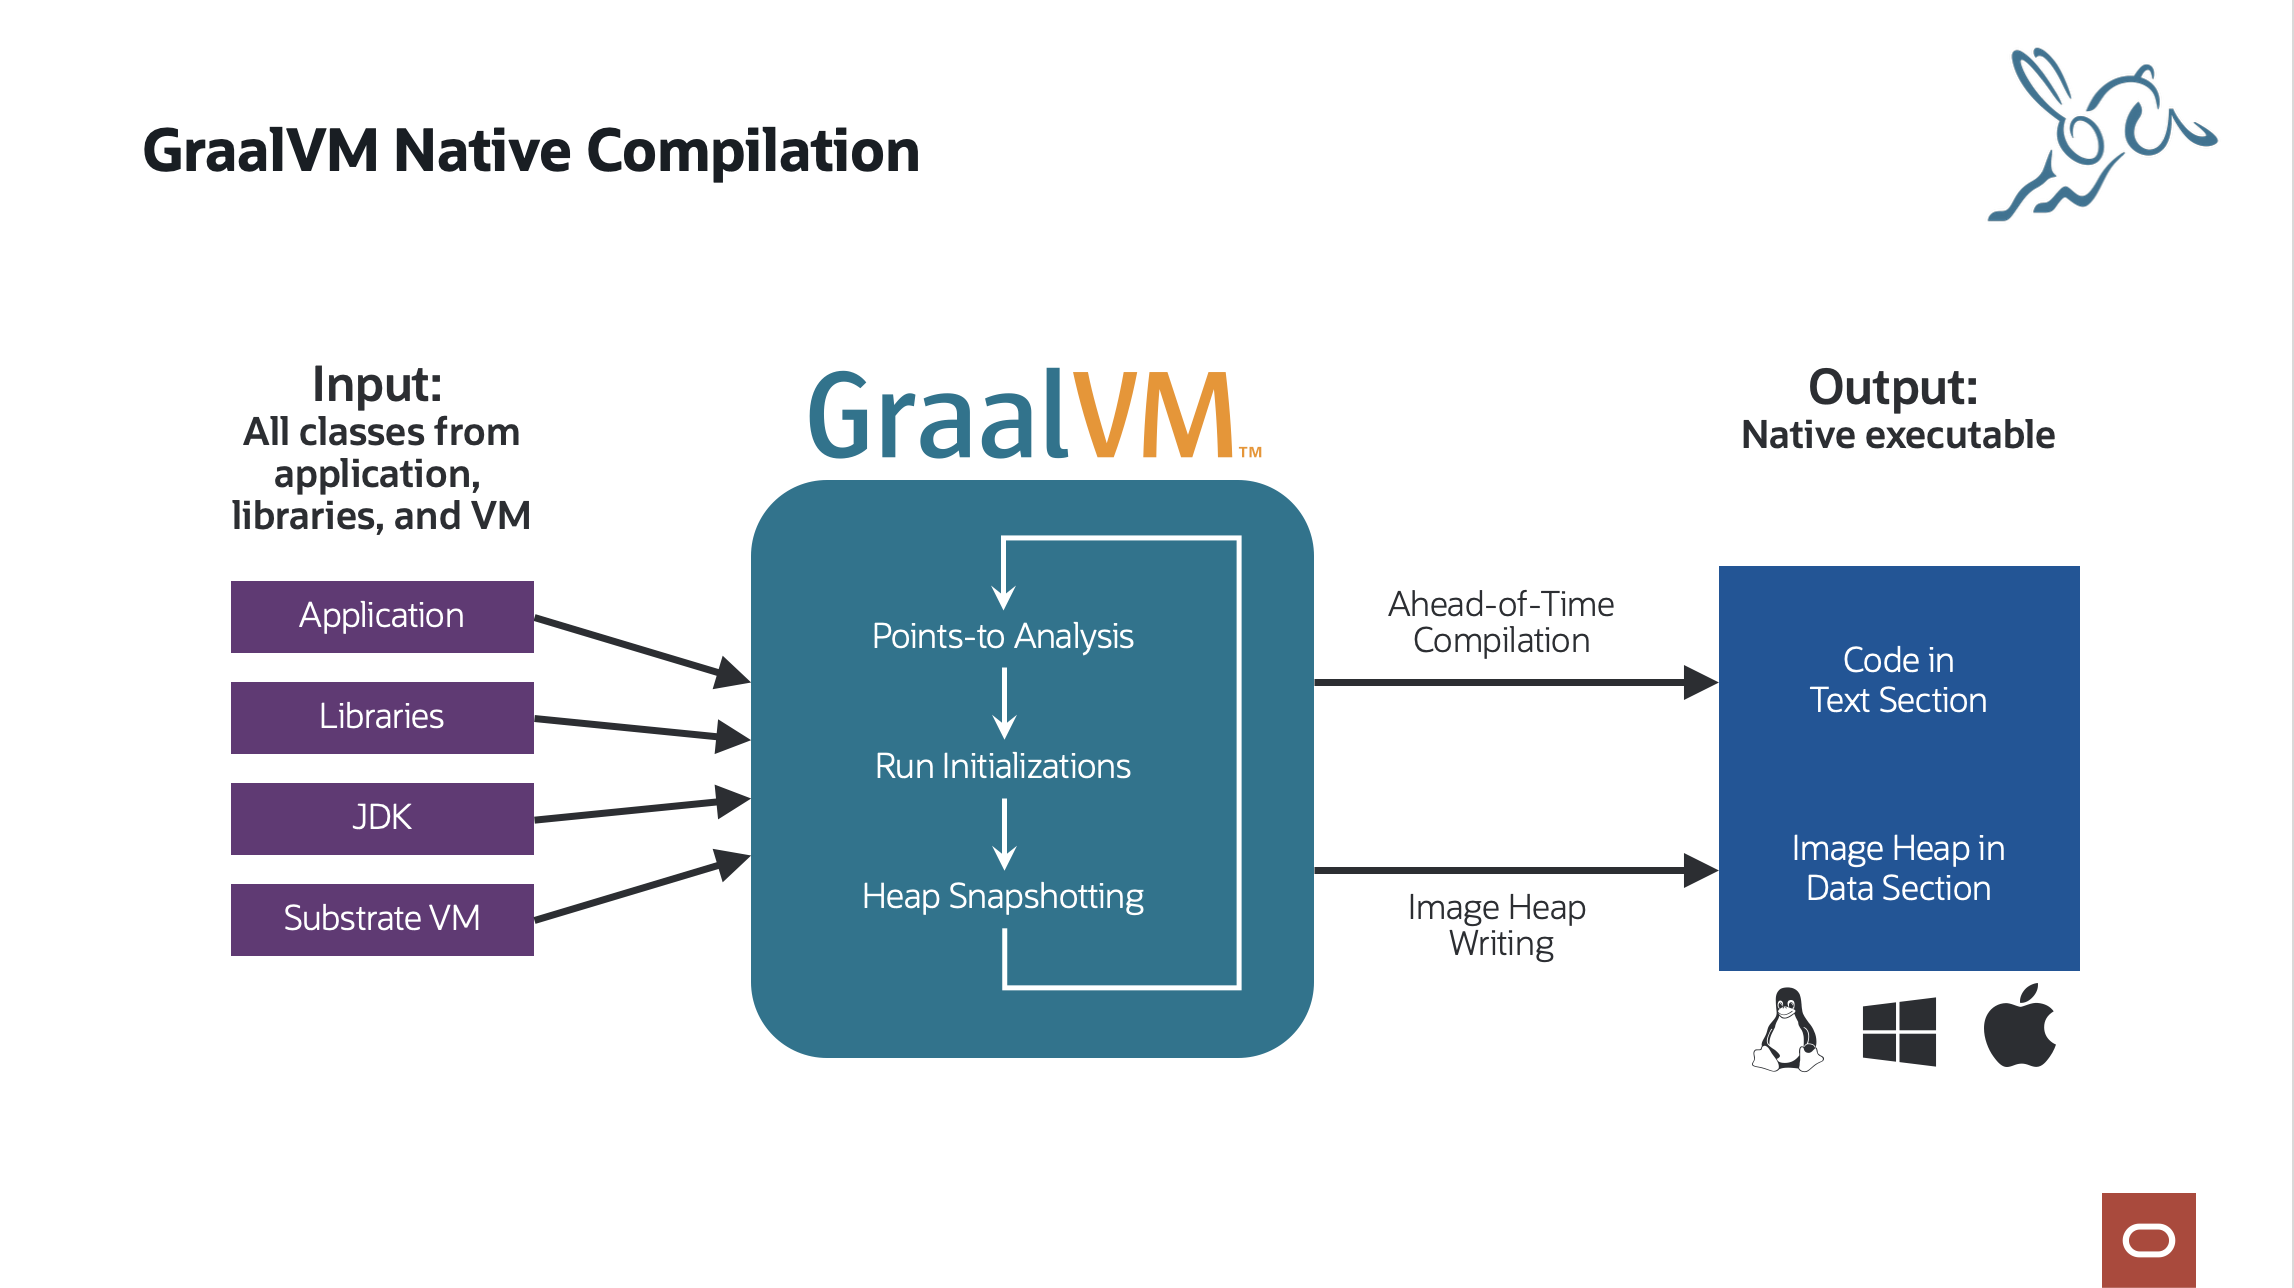 GraalVM Native Compilation
Input:
All classes from
application,
libraries, and VM
Application
Libraries
JDK
Substrate VM
GraalVM™
Points-to Analysis
Run Initializations
Heap Snapshotting
Ahead-of-Time
Compilation
Image Heap
Writing
Output:
Native executable
Code in
Text Section
Image Heap in
Data Section